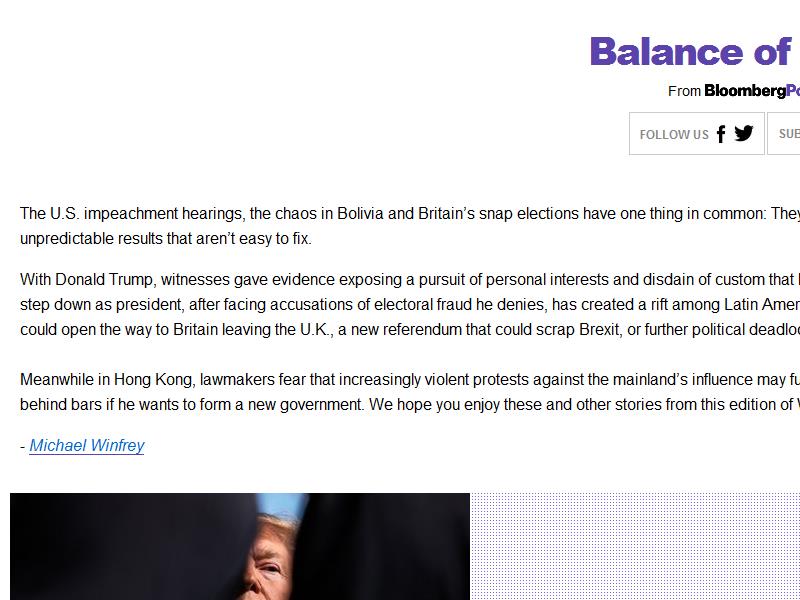 Balance of
From BloombergPo
FOLLOW US
SUB
The U.S. impeachment hearings, the chaos in Bolivia and Britain’s snap elections have one thing in common: They
unpredictable results that aren’t easy to fix.
With Donald Trump, witnesses gave evidence exposing a pursuit of personal interests and disdain of custom that
step down as president, after facing accusations of electoral fraud he denies, has created a rift among Latin Amer
could open the way to Britain leaving the U.K., a new referendum that could scrap Brexit, or further political deadloc
Meanwhile in Hong Kong, lawmakers fear that increasingly violent protests against the mainland’s influence may fu
behind bars if he wants to form a new government. We hope you enjoy these and other stories from this edition of
- Michael Winfrey